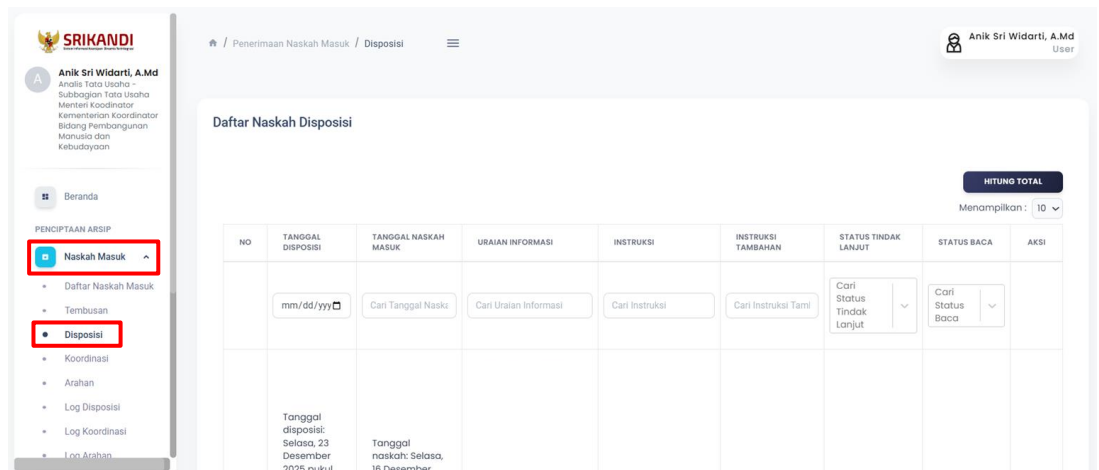 SRIKANDI
A
Anik Sri Widarti, A.Md
Analis Tata Usaha -
Subbagian Tata Usaha
Menteri Koodinator
Kementerian Koordinator
Bidang Pembangunan
Manusia dan
Kebudayaan
Beranda
PENCIPTAAN ARSIP
Naskah Masuk
Daftar Naskah Masuk
Tembusan
Disposisi
Koordinasi
Arahan
Log Disposisi
Log Koordinasi
Log Arahan
/ Penerimaan Naskah Masuk / Disposisi
Anik Sri Widarti, A.Md
User
Daftar Naskah Disposisi
HITUNG TOTAL
Menampilkan : 10
NO
TANGGAL
DISPOSISI
TANGGAL NASKAH
MASUK
URAIAN INFORMASI
INSTRUKSI
INSTRUKSI
TAMBAHAN
STATUS TINDAK
LANJUT
STATUS BACA
AKSI
mm/dd/yyy
Cari Tanggal Naska
Cari Uraian Informasi
Cari Instruksi
Cari Instruksi Tam
Cari
Status
Tindak
Lanjut
Cari
Status
Baca
Tanggal
disposisi:
Selasa, 23
Desember
2025 pukul
Tanggal
naskah: Selasa,
16 Desember